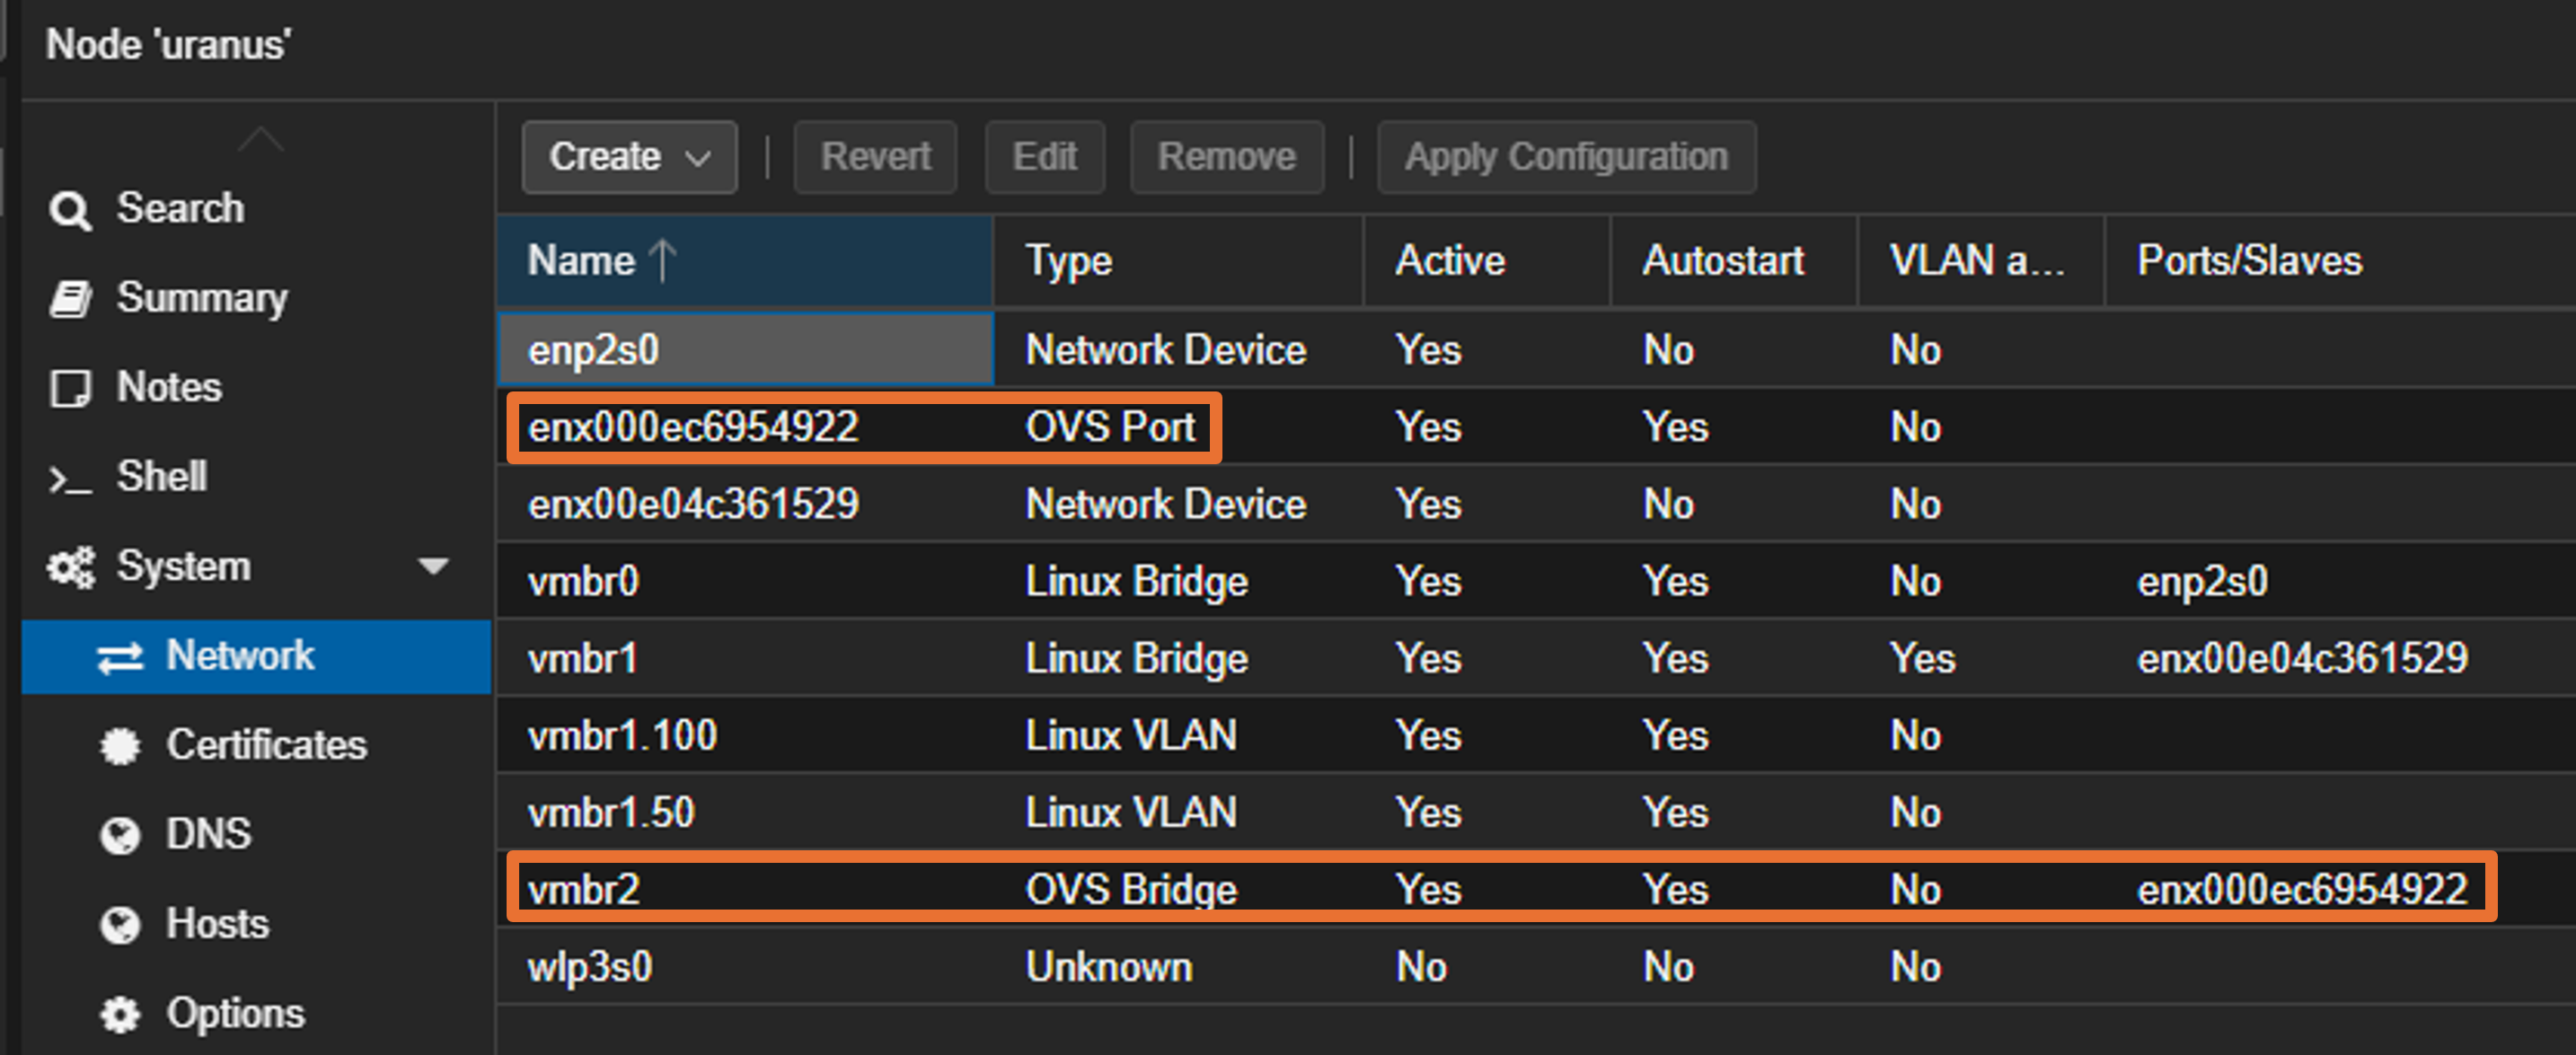 Node 'uranus'
Search
Summary
Notes
Shell
System
Network
Certificates
DNS
Hosts
Options
Create Revert Edit Remove Apply Configuration
Name Type Active Autostart VLAN a... Ports/Slaves
enp2s0 Network Device Yes No No
enx000ec6954922 OVS Port Yes Yes No
enx00e04c361529 Network Device Yes No No
vmbr0 Linux Bridge Yes Yes No enp2s0
vmbr1 Linux Bridge Yes Yes Yes enx00e04c361529
vmbr1.100 Linux VLAN Yes Yes No
vmbr1.50 Linux VLAN Yes Yes No
vmbr2 OVS Bridge Yes Yes No enx000ec6954922
wlp3s0 Unknown No No No